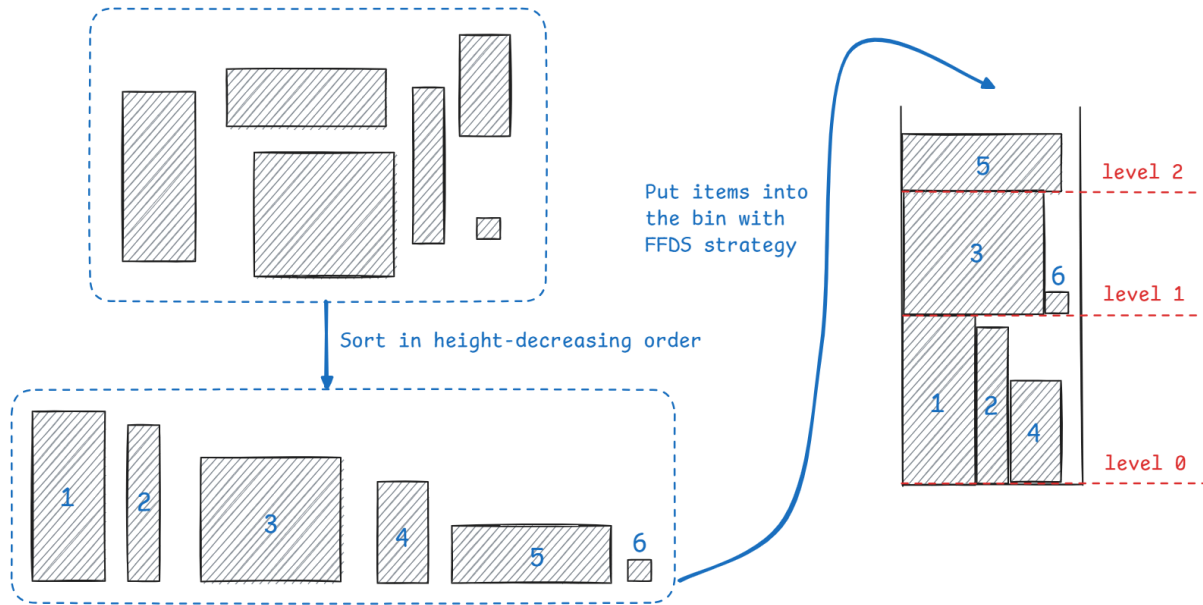 Sort in height-decreasing order
1
2
3
4
5
6
Put items into
the bin with
FFDS strategy
5
level 2
3
6
level 1
1
2
4
level 0